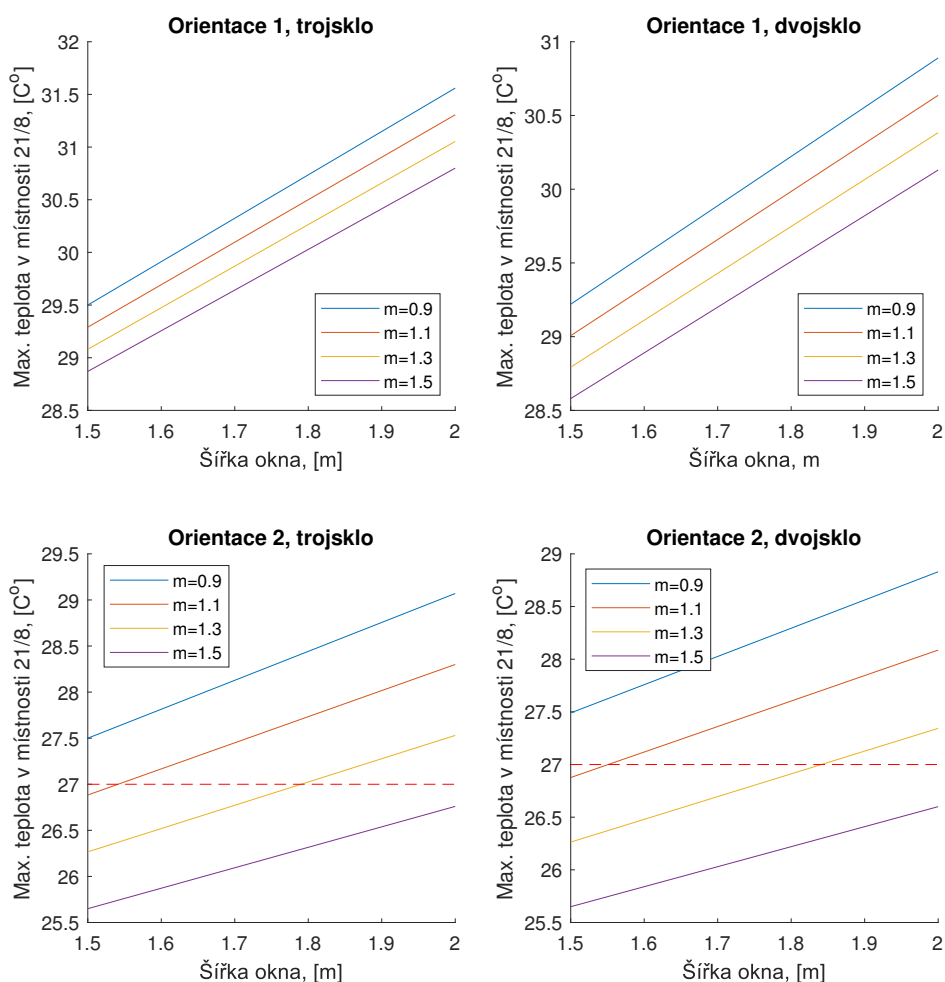 Orientace 1, trojsklo
Max. teplota v místnosti 21/8, [C°]
32
31.5
31
30.5
30
29.5
29
28.5
m=0.9
m=1.1
m=1.3
m=1.5
1.5 1.6 1.7 1.8 1.9 2
Šířka okna, [m]
Orientace 1, dvojsklo
Max. teplota v místnosti 21/8, [C°]
31
30.5
30
29.5
29
28.5
m=0.9
m=1.1
m=1.3
m=1.5
1.5 1.6 1.7 1.8 1.9 2
Šířka okna, m
Orientace 2, trojsklo
Max. teplota v místnosti 21/8, [C°]
29.5
29
28.5
28
27.5
27
26.5
26
25.5
m=0.9
m=1.1
m=1.3
m=1.5
1.5 1.6 1.7 1.8 1.9 2
Šířka okna, [m]
Orientace 2, dvojsklo
Max. teplota v místnosti 21/8, [C°]
29
28.5
28
27.5
27
26.5
26
25.5
m=0.9
m=1.1
m=1.3
m=1.5
1.5 1.6 1.7 1.8 1.9 2
Šířka okna, [m]